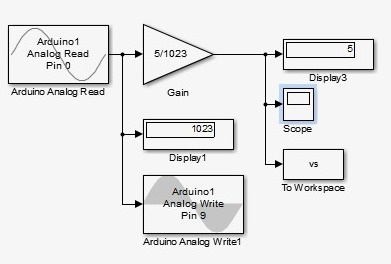 Arduino1
Analog Read
Pin 0
Arduino Analog Read
5/1023
Gain
5
Display3
Scope
1023
Display1
vs
To Workspace
Arduino1
Analog Write
Pin 9
Arduino Analog Write1